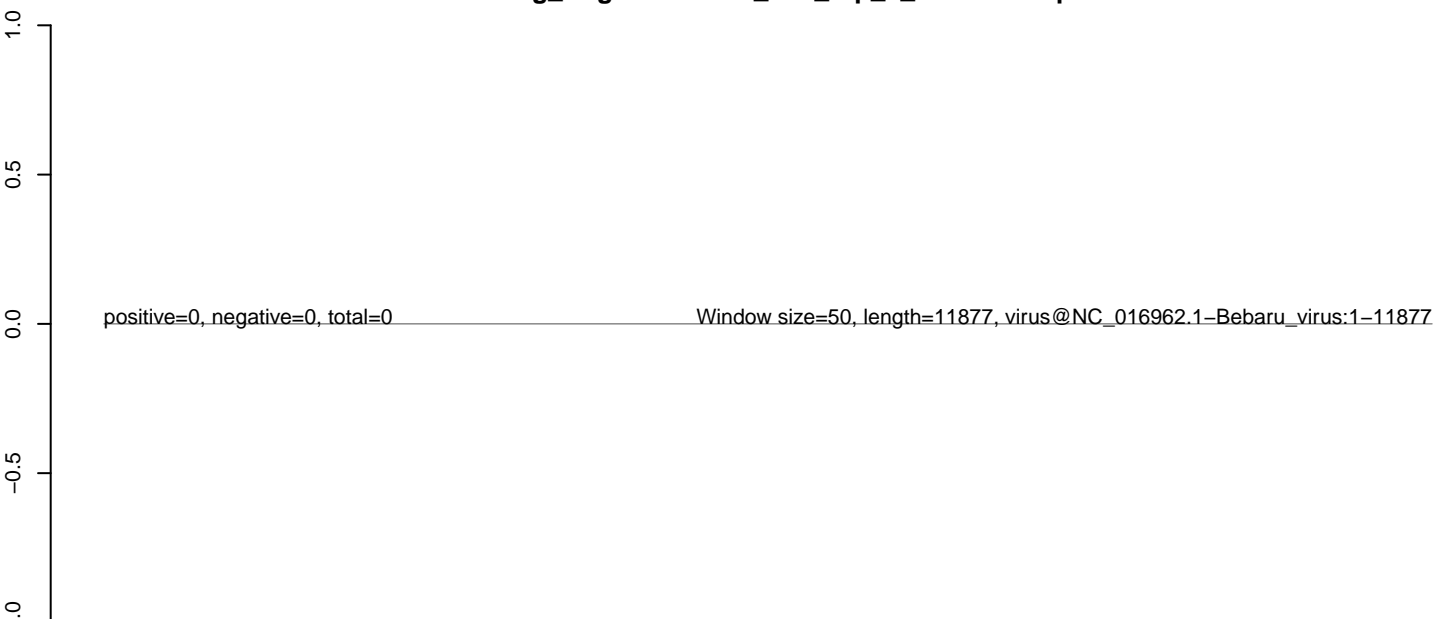 1.0
0.5
0.0
positive=0, negative=0, total=0
Window size=50, length=11877, virus@NC_016962.1−Bebaru_virus:1−11877
−0.5